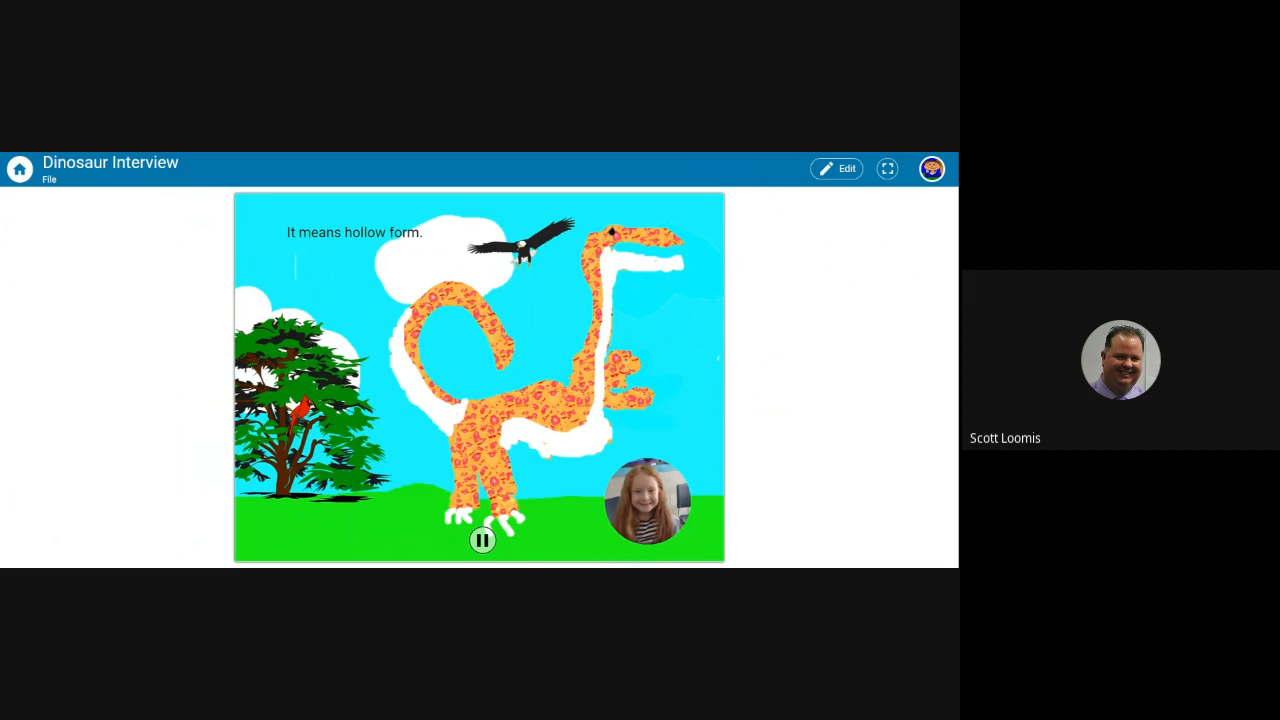 Dinosaur Interview
File
Edit
It means hollow form.
Scott Loomis